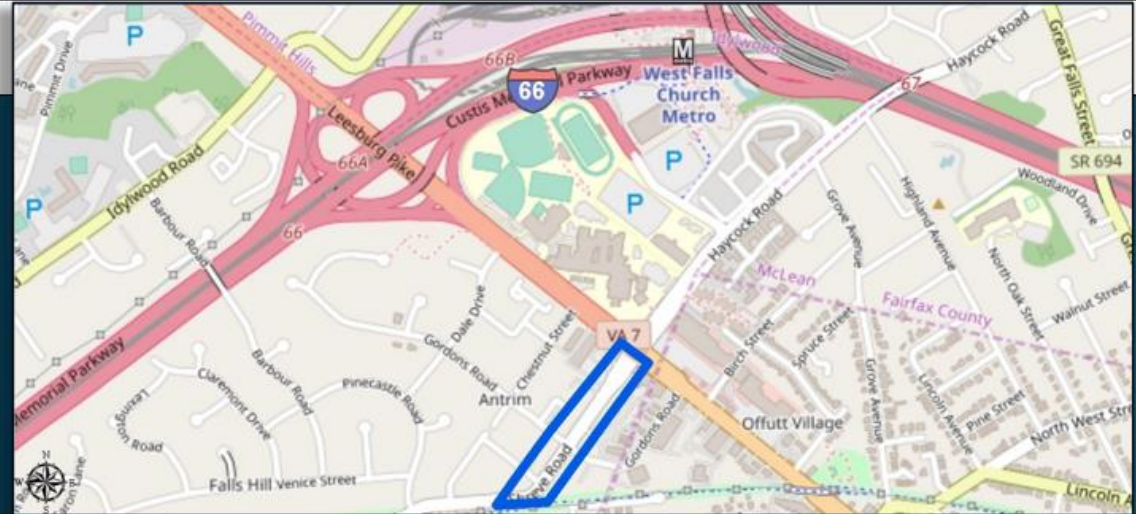 P
Pimmit Drive
Pimmit Hills
66B
Idylwood
M
West Falls
Church
Metro
Haycock Road
Great Falls Street
66
Custis Me
l Parkway
67
Leesburg Pike
P
SR 694
66A
Idylwood Road
P
P
Woodland Drive
Barbour Road
66
Haycock Road
Grove Avenue
Highland Avenue
McLean
Fairfax County
North Oak Street
Walnut Street
Dale Drive
Chestnut Street
VA 7
Birch Street
Spruce Street
Memorial Parkway
Gordons Road
Barbour Road
Pinecastle Road
Claremont Drive
Lexington Road
Antrim
Grove Avenue
Lincoln Avenue
Pine Street
North West Stre
Offutt Village
Gordons Road
Shreve Road
N
W
Falls Hill
Venice Street
Lincoln A